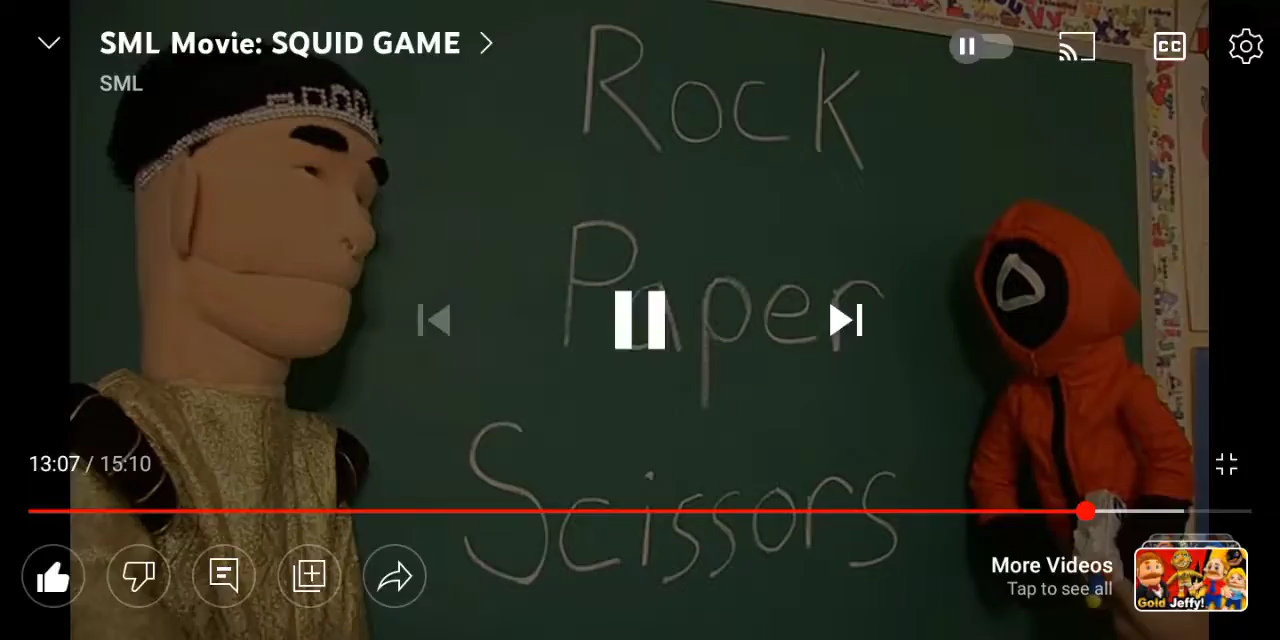 SML Movie: SQUID GAME
SML
CC
Rock
Paper
Scissors
13:07 / 15:10
More Videos
Tap to see all
Gold Jeffy!